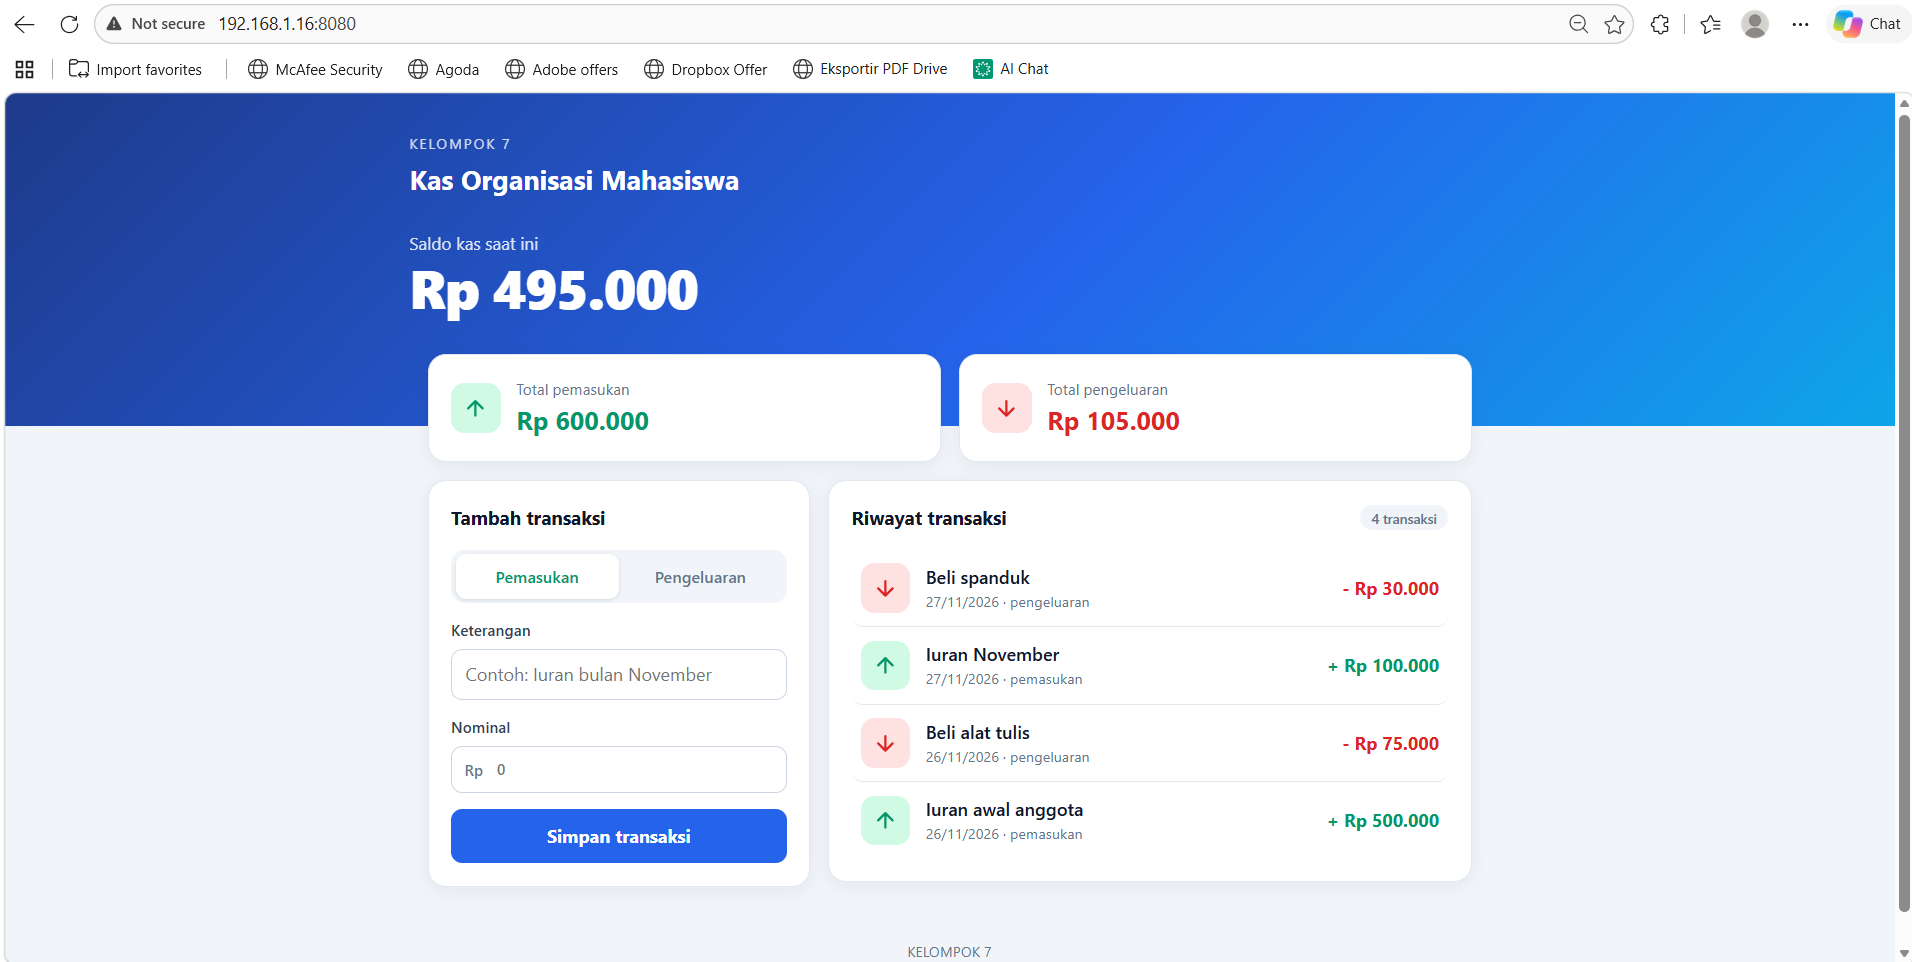 Not secure 192.168.1.16:8080
Chat
Import favorites
McAfee Security
Agoda
Adobe offers
Dropbox Offer
Eksportir PDF Drive
AI Chat
KELOMPOK 7
Kas Organisasi Mahasiswa
Saldo kas saat ini
Rp 495.000
Total pemasukan
Rp 600.000
Total pengeluaran
Rp 105.000
Tambah transaksi
Pemasukan
Pengeluaran
Keterangan
Contoh: Iuran bulan November
Nominal
Rp 0
Simpan transaksi
Riwayat transaksi
4 transaksi
Beli spanduk
27/11/2026 · pengeluaran
- Rp 30.000
Iuran November
27/11/2026 · pemasukan
+ Rp 100.000
Beli alat tulis
26/11/2026 · pengeluaran
- Rp 75.000
Iuran awal anggota
26/11/2026 · pemasukan
+ Rp 500.000
KELOMPOK 7